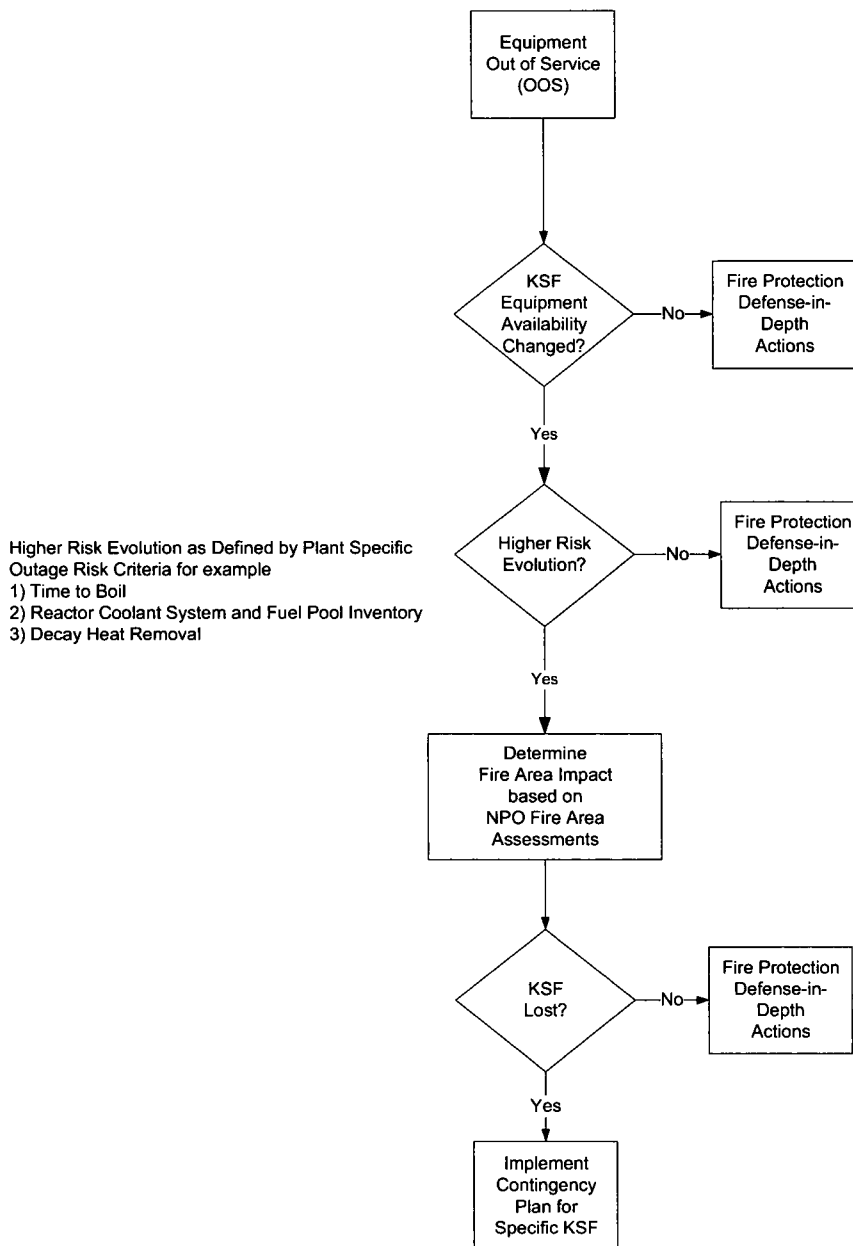 Equipment
Out of Service
(OOS)
KSF
Equipment
Availability
Changed?
No
Fire Protection
Defense-in-
Depth
Actions
Yes
Higher Risk Evolution as Defined by Plant Specific
Outage Risk Criteria for example
1) Time to Boil
2) Reactor Coolant System and Fuel Pool Inventory
3) Decay Heat Removal
Higher Risk
Evolution?
No
Fire Protection
Defense-in-
Depth
Actions
Yes
Determine
Fire Area Impact
based on
NPO Fire Area
Assessments
KSF
Lost?
No
Fire Protection
Defense-in-
Depth
Actions
Yes
Implement
Contingency
Plan for
Specific KSF